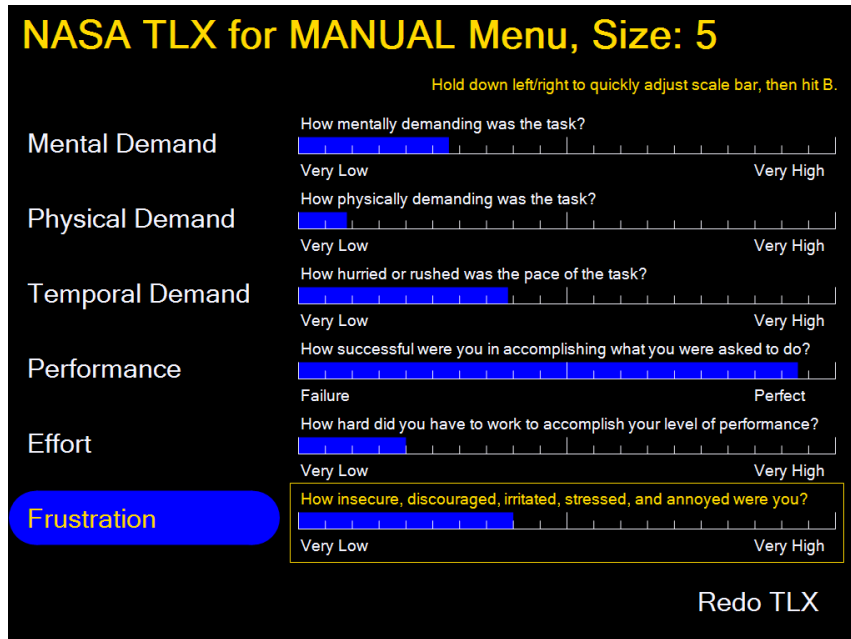 NASA TLX for MANUAL Menu, Size: 5
Hold down left/right to quickly adjust scale bar, then hit B.
Mental Demand
How mentally demanding was the task?
Very Low Very High
Physical Demand
How physically demanding was the task?
Very Low Very High
Temporal Demand
How hurried or rushed was the pace of the task?
Very Low Very High
Performance
How successful were you in accomplishing what you were asked to do?
Failure Perfect
Effort
How hard did you have to work to accomplish your level of performance?
Very Low Very High
Frustration
How insecure, discouraged, irritated, stressed, and annoyed were you?
Very Low Very High
Redo TLX